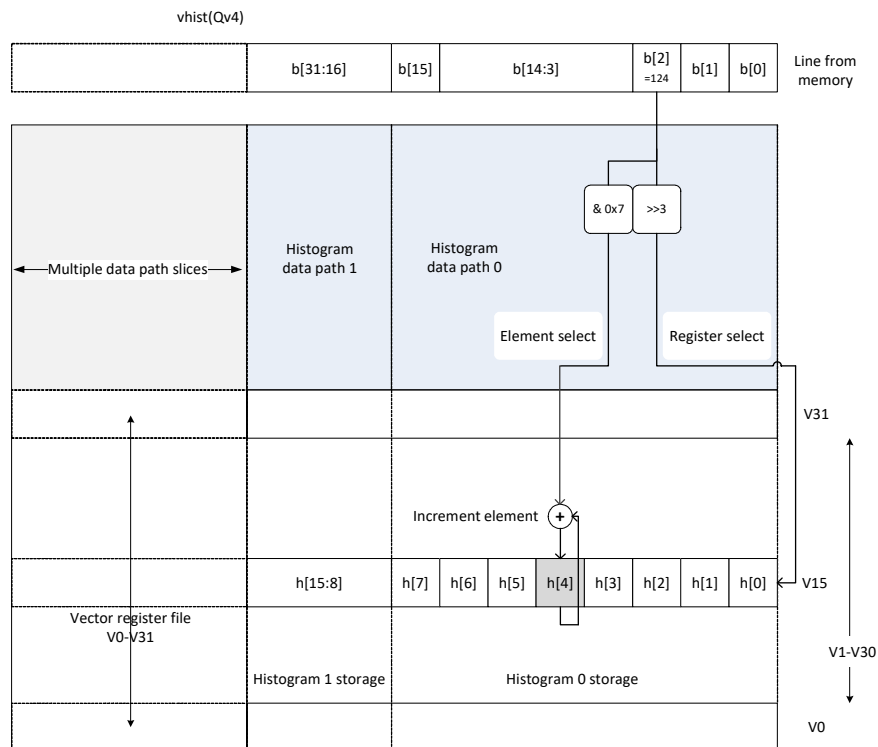 vhist(Qv4)
b[31:16]
b[15]
b[14:3]
b[2]
=124
b[1]
b[0]
Line from
memory
& 0x7
>>3
Multiple data path slices
Histogram
data path 1
Histogram
data path 0
Element select
Register select
V31
Increment element
+
h[15:8]
h[7]
h[6]
h[5]
h[4]
h[3]
h[2]
h[1]
h[0]
V15
Vector register file
V0-V31
V1-V30
Histogram 1 storage
Histogram 0 storage
V0